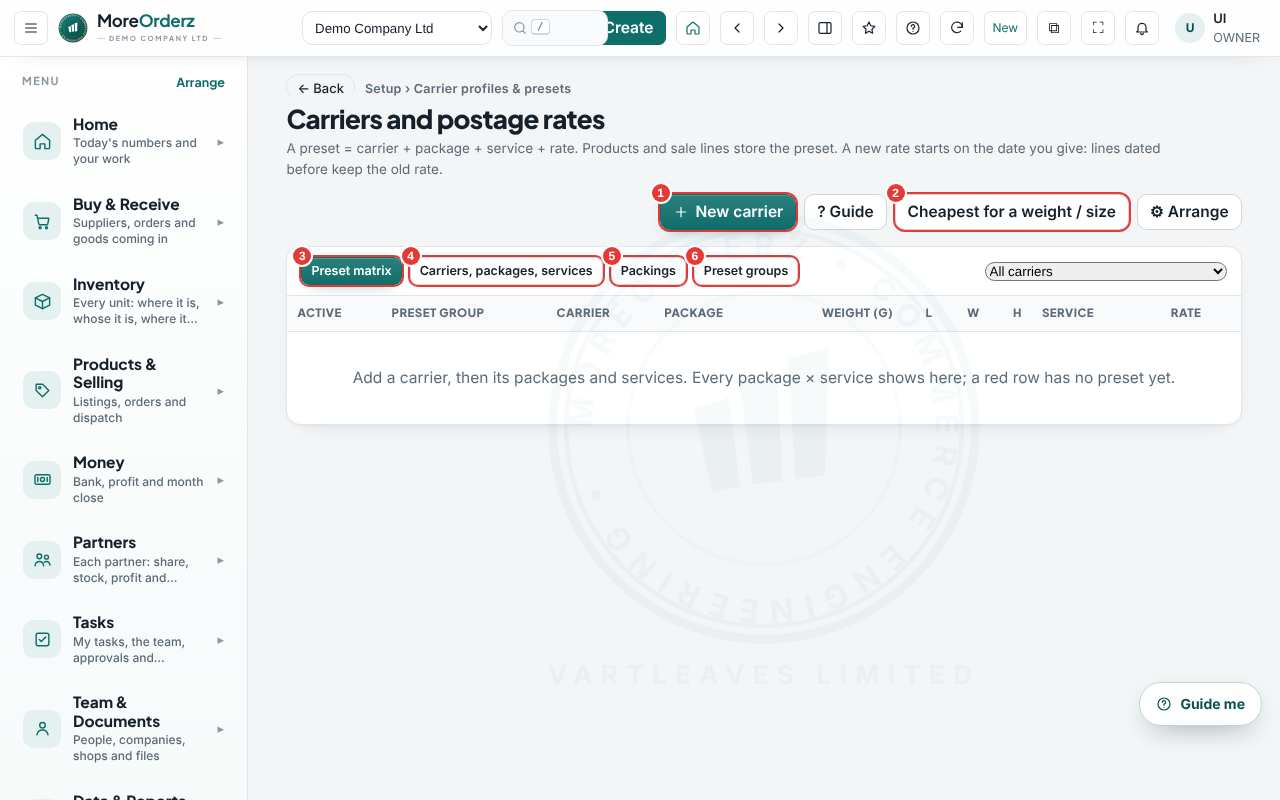 MoreOrderz
— DEMO COMPANY LTD —
Demo Company Ltd
/
Create
New
U
UI
OWNER
MENU
Arrange
Home
Today's numbers and
your work
Buy & Receive
Suppliers, orders and
goods coming in
Inventory
Every unit: where it is,
whose it is, where it...
Products &
Selling
Listings, orders and
dispatch
Money
Bank, profit and month
close
Partners
Each partner: share,
stock, profit and...
Tasks
My tasks, the team,
approvals and...
Team &
Documents
People, companies,
shops and files
Data & Reports
← Back
Setup › Carrier profiles & presets
Carriers and postage rates
A preset = carrier + package + service + rate. Products and sale lines store the preset. A new rate starts on the date you give: lines dated
before keep the old rate.
1
+ New carrier
? Guide
2
Cheapest for a weight / size
⚙ Arrange
3
Preset matrix
4
Carriers, packages, services
5
Packings
6
Preset groups
All carriers
ACTIVE PRESET GROUP CARRIER PACKAGE WEIGHT (G) L W H SERVICE RATE
Add a carrier, then its packages and services. Every package × service shows here; a red row has no preset yet.
COMMERCE ENGINEERING
VARTLEAVES LIMITED
Guide me